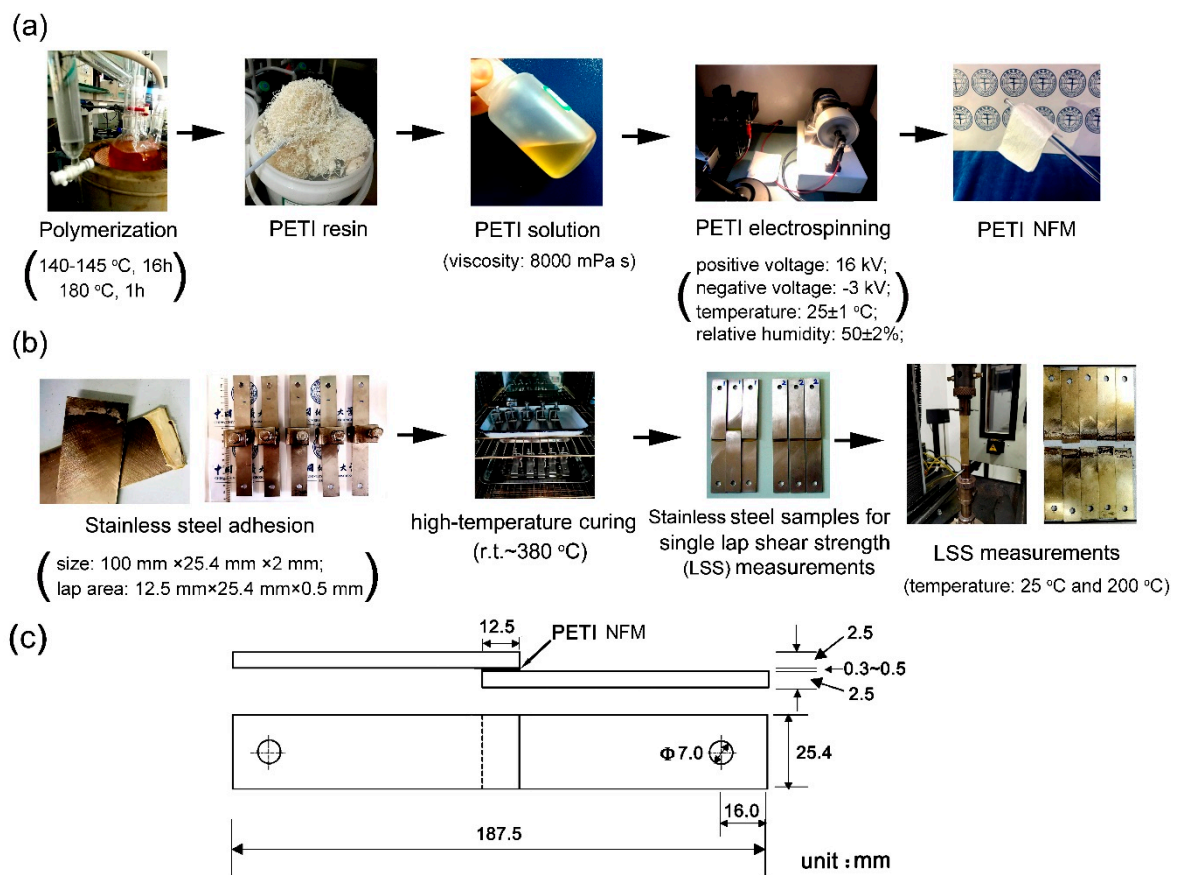 (a)
Polymerization
140-145 °C, 16h
180 °C, 1h
PETI resin
PETI solution
(viscosity: 8000 mPa s)
PETI electrospinning
positive voltage: 16 kV;
negative voltage: -3 kV;
temperature: 25±1 °C;
relative humidity: 50±2%;
PETI NFM
(b)
Stainless steel adhesion
size: 100 mm ×25.4 mm ×2 mm;
lap area: 12.5 mm×25.4 mm×0.5 mm
high-temperature curing
(r.t.~380 °C)
Stainless steel samples for
single lap shear strength
(LSS) measurements
LSS measurements
(temperature: 25 °C and 200 °C)
(c)
12.5
PETI NFM
2.5
0.3~0.5
2.5
Φ7.0
25.4
16.0
187.5
unit : mm